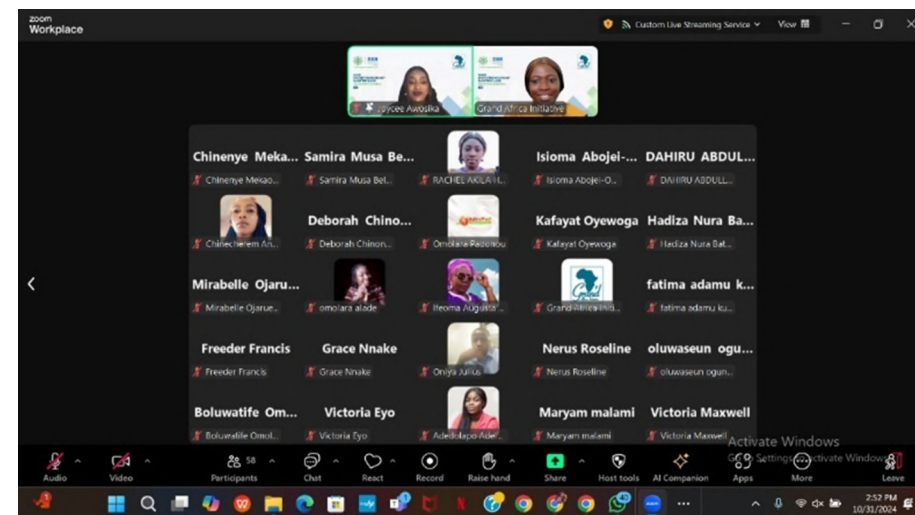 zoom
Workplace
Custom Live Streaming Service
View
Joycee Awosika
Grand Africa Initiative
Chinenye Meka... Samira Musa Be... Isioma Abojei-... DAHIRU ABDUL...
Chinenye Mekao... Samira Musa Bel... RACHEL AKILA H... Isioma Abojei-O... DAHIRU ABDULL...
Deborah Chino... Kafayat Oyewoga Hadiza Nura Ba...
Chinecherem An... Deborah Chinon... Omolara Padonou Kafayat Oyewoga Hadiza Nura Bat...
Mirabelle Ojaru... Grand fatima adamu k...
Mirabelle Ojarue... omolara alade Ifeoma Augusta Grand Africa Initi... fatima adamu ku...
Freeder Francis Grace Nnake Nerus Roseline oluwaseun ogu...
Freeder Francis Grace Nnake Oniya Julius Nerus Roseline oluwaseun ogun...
Boluwatife Om... Victoria Eyo Maryam malami Victoria Maxwell
Boluwatife Omol... Victoria Eyo Adedolapo Ade... Maryam malami Victoria Maxwell
Activate Windows
Go to Settings to activate Windows.
58
Audio Video Participants Chat React Record Raise hand Share Host tools AI Companion Apps More Leave
2:52 PM
10/31/2024